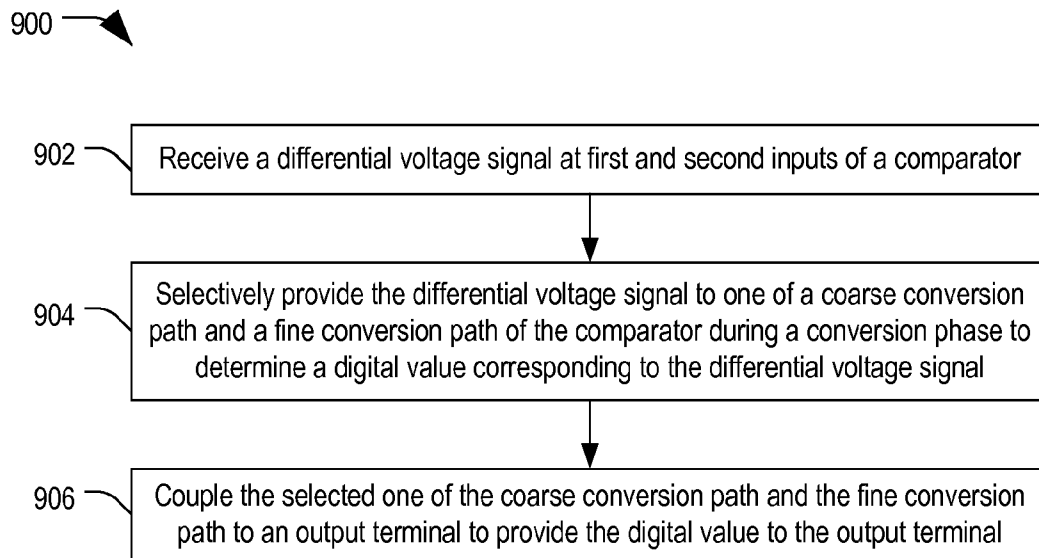 900
902
Receive a differential voltage signal at first and second inputs of a comparator
904
Selectively provide the differential voltage signal to one of a coarse conversion
path and a fine conversion path of the comparator during a conversion phase to
determine a digital value corresponding to the differential voltage signal
906
Couple the selected one of the coarse conversion path and the fine conversion
path to an output terminal to provide the digital value to the output terminal